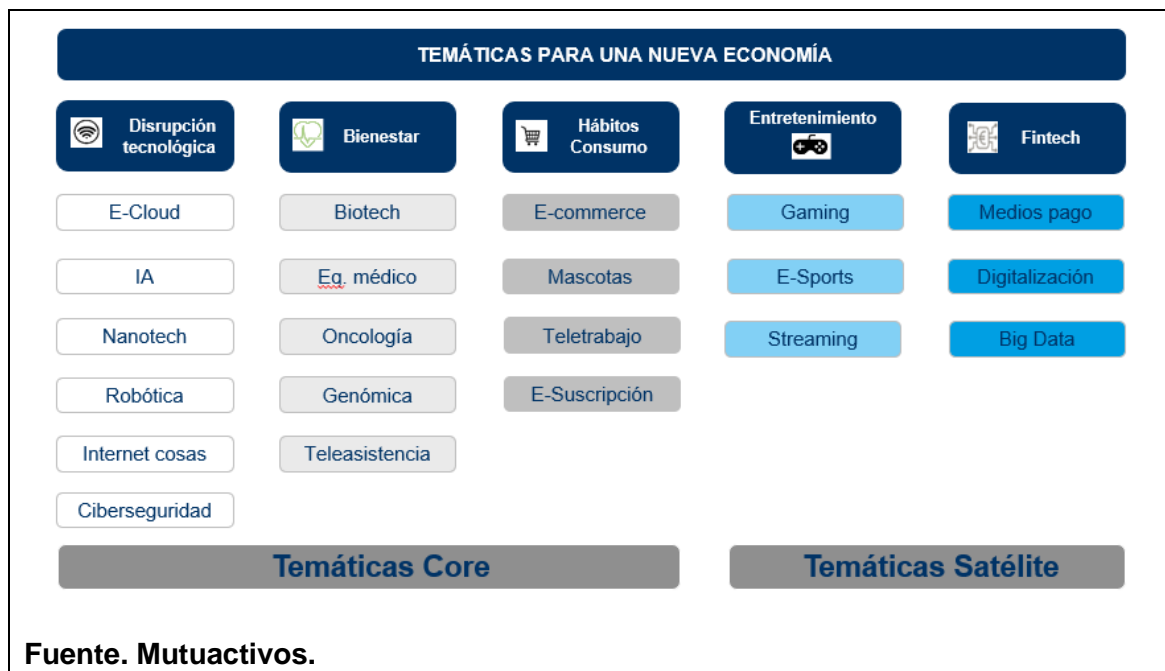 TEMÁTICAS PARA UNA NUEVA ECONOMÍA
Disrupción
tecnológica
Bienestar
Hábitos
Consumo
Entretenimiento
Fintech
E-Cloud
Biotech
E-commerce
Gaming
Medios pago
IA
Eq. médico
Mascotas
E-Sports
Digitalización
Nanotech
Oncología
Teletrabajo
Streaming
Big Data
Robótica
Genómica
E-Suscripción
Internet cosas
Teleasistencia
Ciberseguridad
Temáticas Core
Temáticas Satélite
Fuente. Mutuactivos.